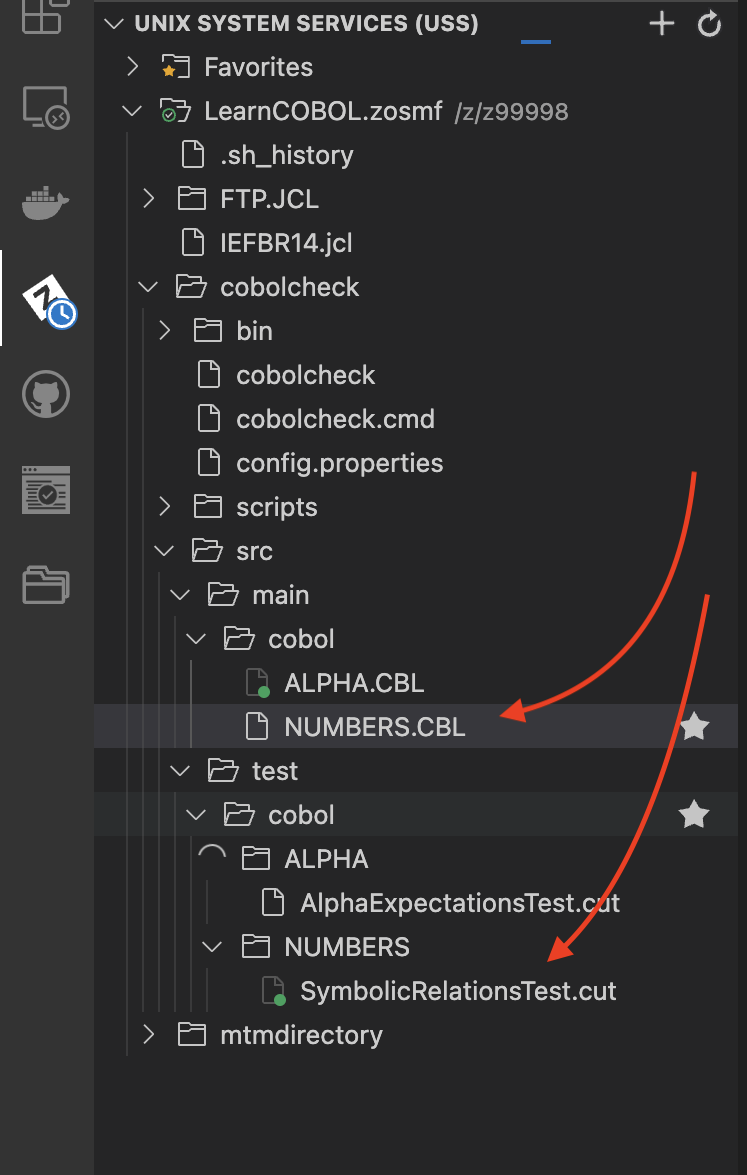 UNIX SYSTEM SERVICES (USS)
Favorites
LearnCOBOL.zosmf /z/z99998
.sh_history
FTP.JCL
IEFBR14.jcl
cobolcheck
bin
cobolcheck
cobolcheck.cmd
config.properties
scripts
src
main
cobol
ALPHA.CBL
NUMBERS.CBL
test
cobol
ALPHA
AlphaExpectationsTest.cut
NUMBERS
SymbolicRelationsTest.cut
mtmdirectory